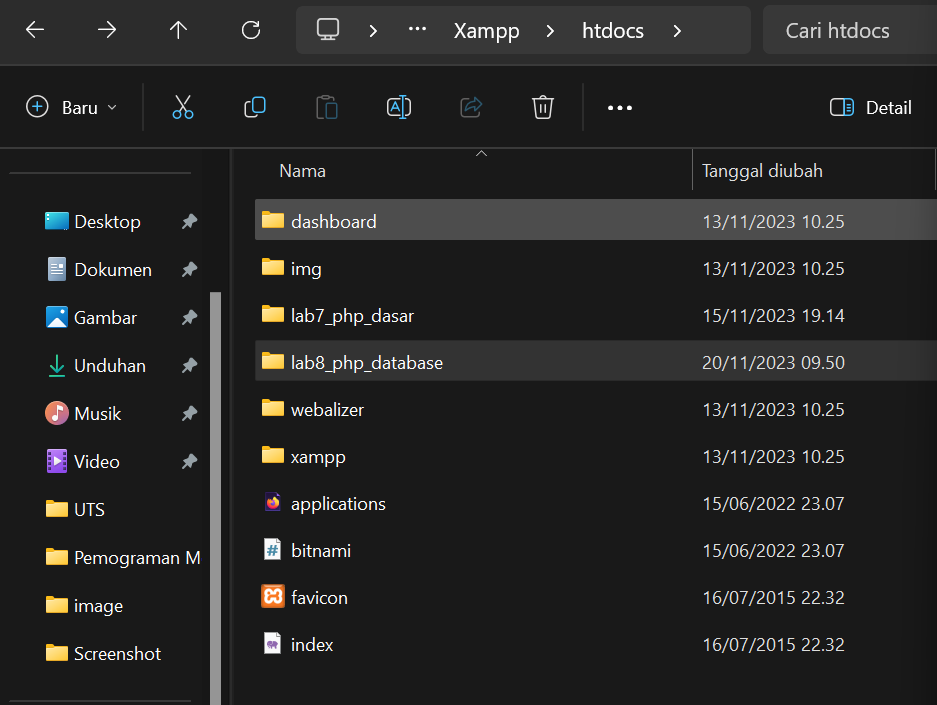 Xampp htdocs Cari htdocs
Baru Detail
Nama Tanggal diubah
Desktop
Dokumen
Gambar
Unduhan
Musik
Video
UTS
Pemograman M
image
Screenshot
dashboard 13/11/2023 10.25
img 13/11/2023 10.25
lab7_php_dasar 15/11/2023 19.14
lab8_php_database 20/11/2023 09.50
webalizer 13/11/2023 10.25
xampp 13/11/2023 10.25
applications 15/06/2022 23.07
bitnami 15/06/2022 23.07
favicon 16/07/2015 22.32
index 16/07/2015 22.32